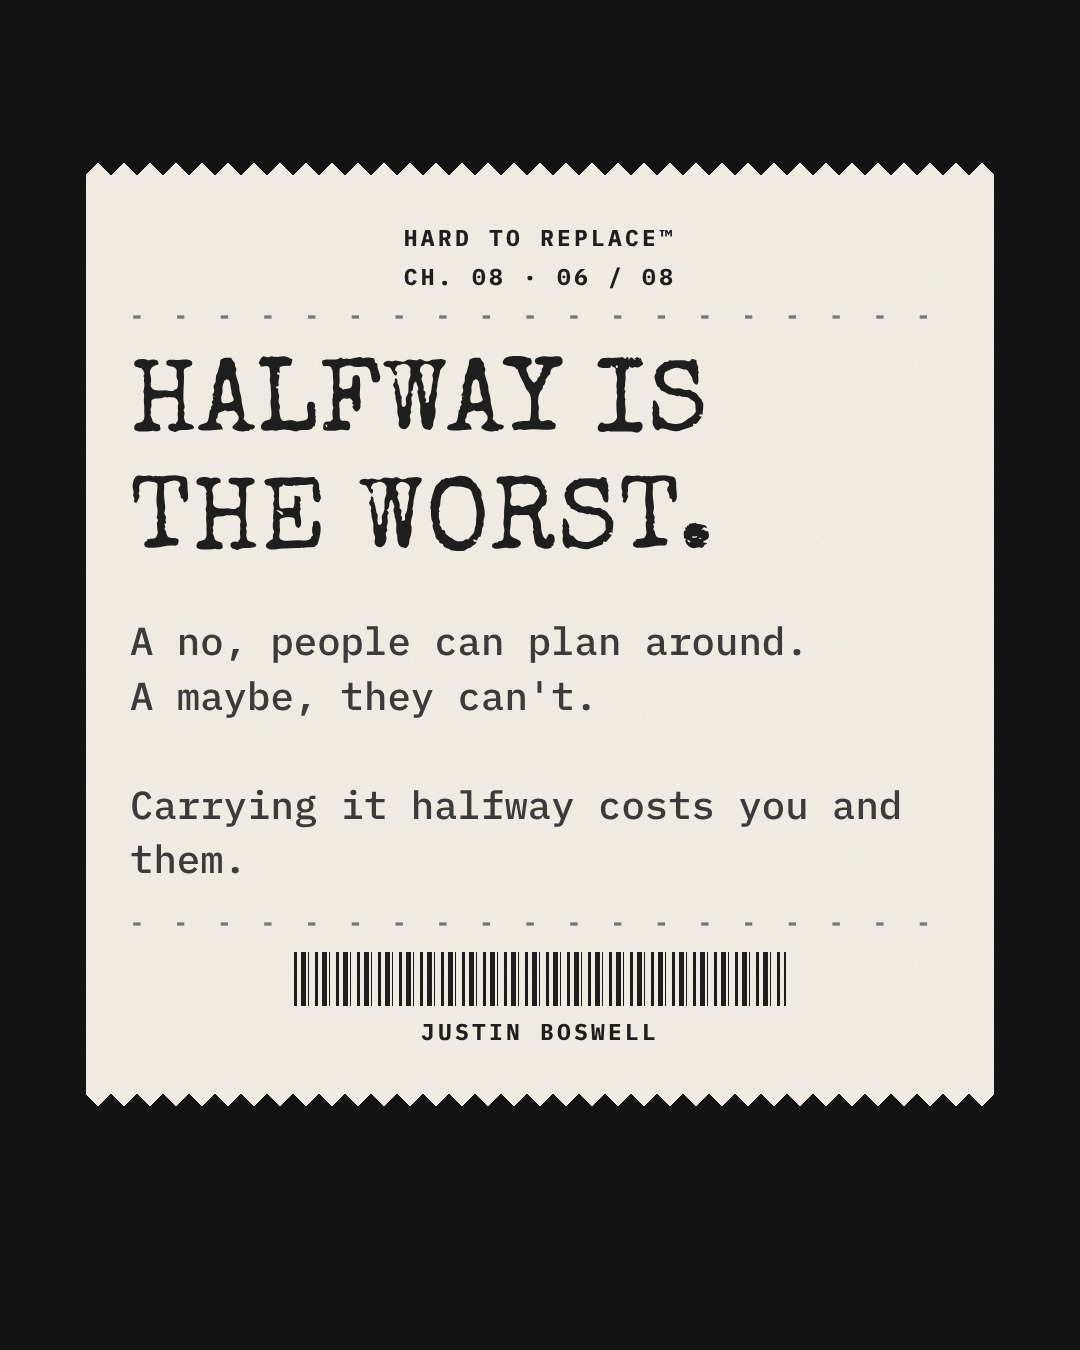 HARD TO REPLACE™
CH. 08 · 06 / 08
- - - - - - - - - - - - - - - - - - -
HALFWAY IS
THE WORST.
A no, people can plan around.
A maybe, they can't.
Carrying it halfway costs you and
them.
- - - - - - - - - - - - - - - - - - -
JUSTIN BOSWELL